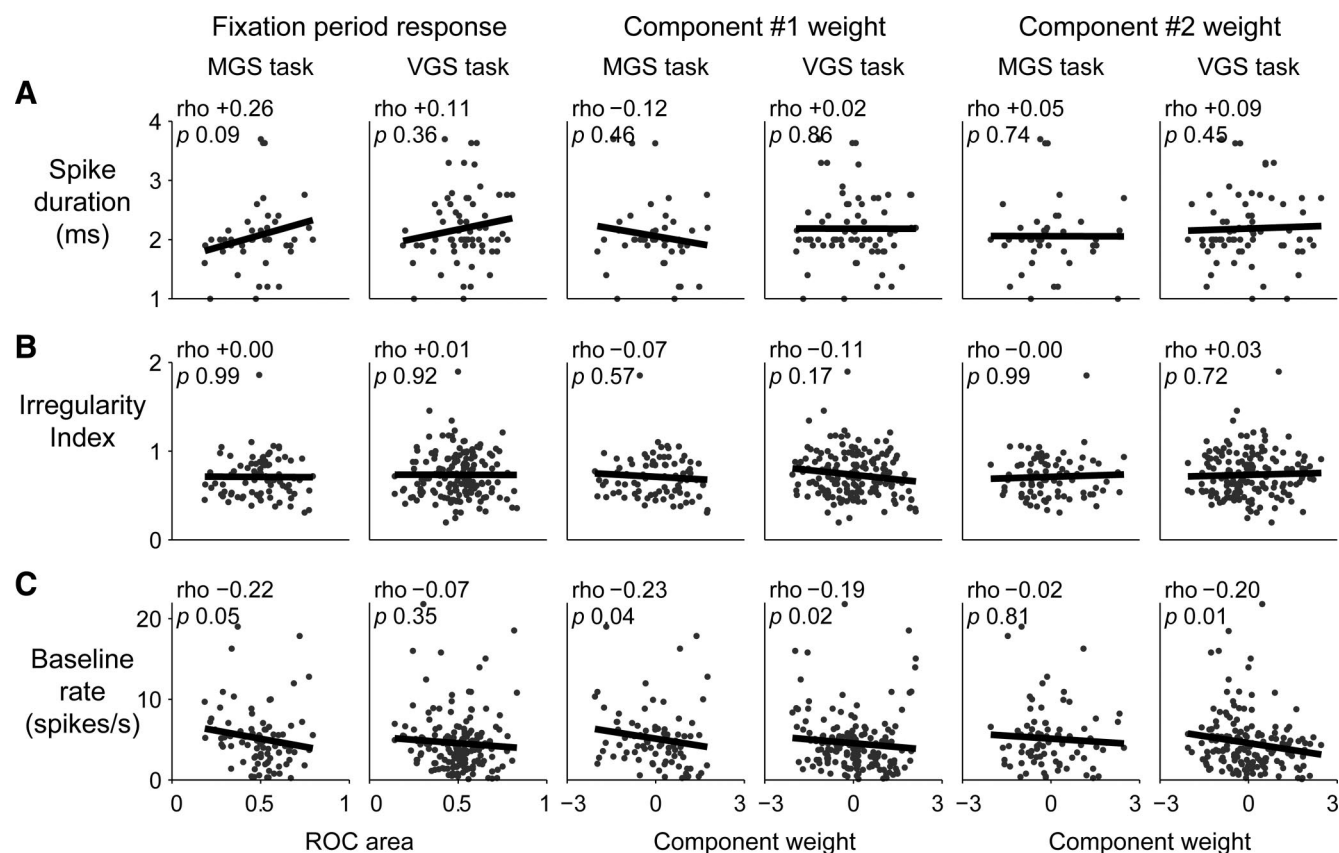 Fixation period response Component #1 weight Component #2 weight
MGS task VGS task MGS task VGS task MGS task VGS task
A
rho +0.26 rho +0.11 rho −0.12 rho +0.02 rho +0.05 rho +0.09
p 0.09 p 0.36 p 0.46 p 0.86 p 0.74 p 0.45
Spike
duration
(ms)
4
3
2
1
B
rho +0.00 rho +0.01 rho −0.07 rho −0.11 rho −0.00 rho +0.03
p 0.99 p 0.92 p 0.57 p 0.17 p 0.99 p 0.72
Irregularity
Index
2
1
0
C
rho −0.22 rho −0.07 rho −0.23 rho −0.19 rho −0.02 rho −0.20
p 0.05 p 0.35 p 0.04 p 0.02 p 0.81 p 0.01
Baseline
rate
(spikes/s)
20
10
0
0 0.5 1 0 0.5 1 −3 0 3 −3 0 3 −3 0 3 −3 0 3
ROC area Component weight Component weight